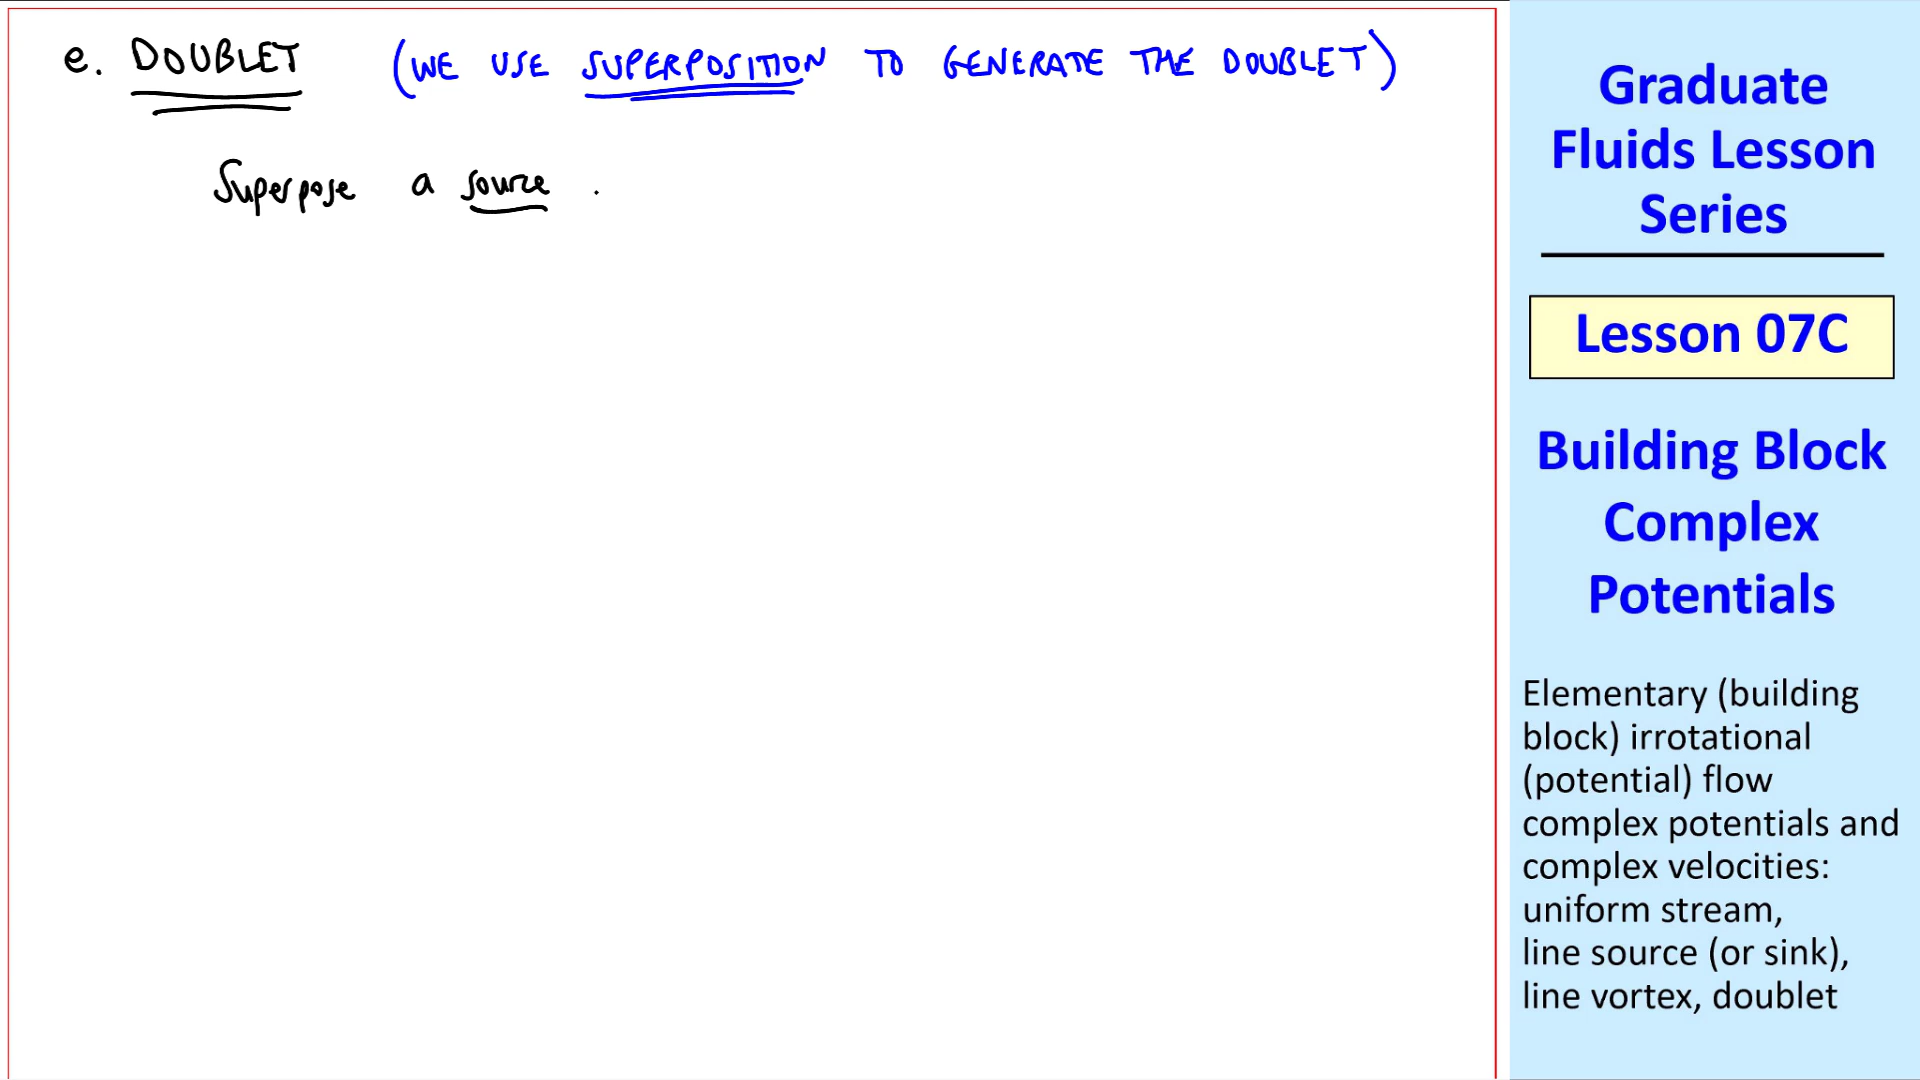 e. DOUBLET (WE USE SUPERPOSITION TO GENERATE THE DOUBLET)
Superpose a source .
Graduate
Fluids Lesson
Series
Lesson 07C
Building Block
Complex
Potentials
Elementary (building
block) irrotational
(potential) flow
complex potentials and
complex velocities:
uniform stream,
line source (or sink),
line vortex, doublet